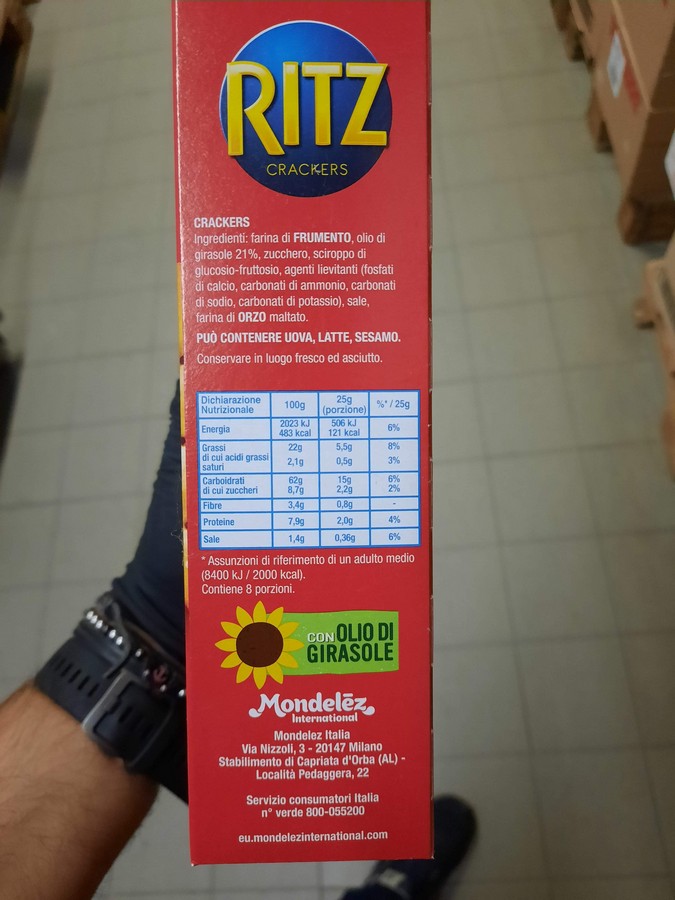 RITZ
CRACKERS
CRACKERS
Ingredienti: farina di FRUMENTO, olio di
girasole 21%, zucchero, sciroppo di
glucosio-fruttosio, agenti lievitanti (fosfati
di calcio, carbonati di ammonio, carbonati
di sodio, carbonati di potassio), sale,
farina di ORZO maltato.
PUÒ CONTENERE UOVA, LATTE, SESAMO.
Conservare in luogo fresco ed asciutto.
Dichiarazione Nutrizionale 100g 25g (porzione) %* / 25g
Energia 2023 kJ 483 kcal 506 kJ 121 kcal 6%
Grassi 22g 5,5g 8%
di cui acidi grassi saturi 2,1g 0,5g 3%
Carboidrati 62g 15g 6%
di cui zuccheri 8,7g 2,2g 2%
Fibre 3,4g 0,8g -
Proteine 7,9g 2,0g 4%
Sale 1,4g 0,36g 6%
* Assunzioni di riferimento di un adulto medio
(8400 kJ / 2000 kcal).
Contiene 8 porzioni.
CON OLIO DI
GIRASOLE
Mondelēz
International
Mondelez Italia
Via Nizzoli, 3 - 20147 Milano
Stabilimento di Capriata d'Orba (AL) -
Località Pedaggera, 22
Servizio consumatori Italia
n° verde 800-055200
eu.mondelezinternational.com